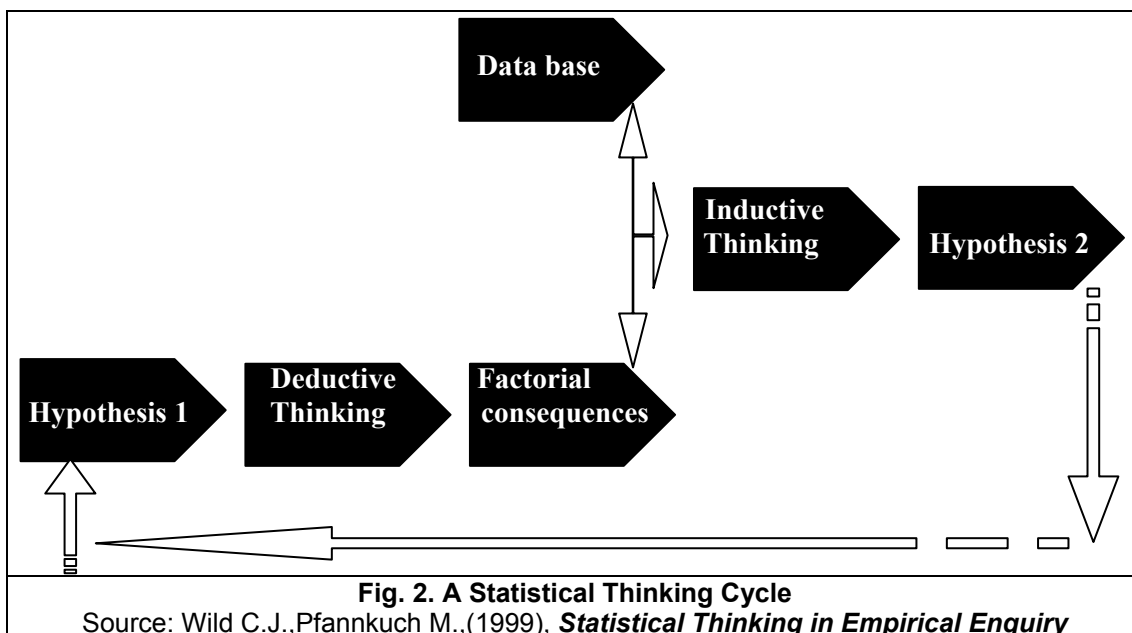 Data base
Inductive
Thinking
Hypothesis 2
Hypothesis 1
Deductive
Thinking
Factorial
consequences
Fig. 2. A Statistical Thinking Cycle
Source: Wild C.J.,Pfannkuch M.,(1999), Statistical Thinking in Empirical Enquiry